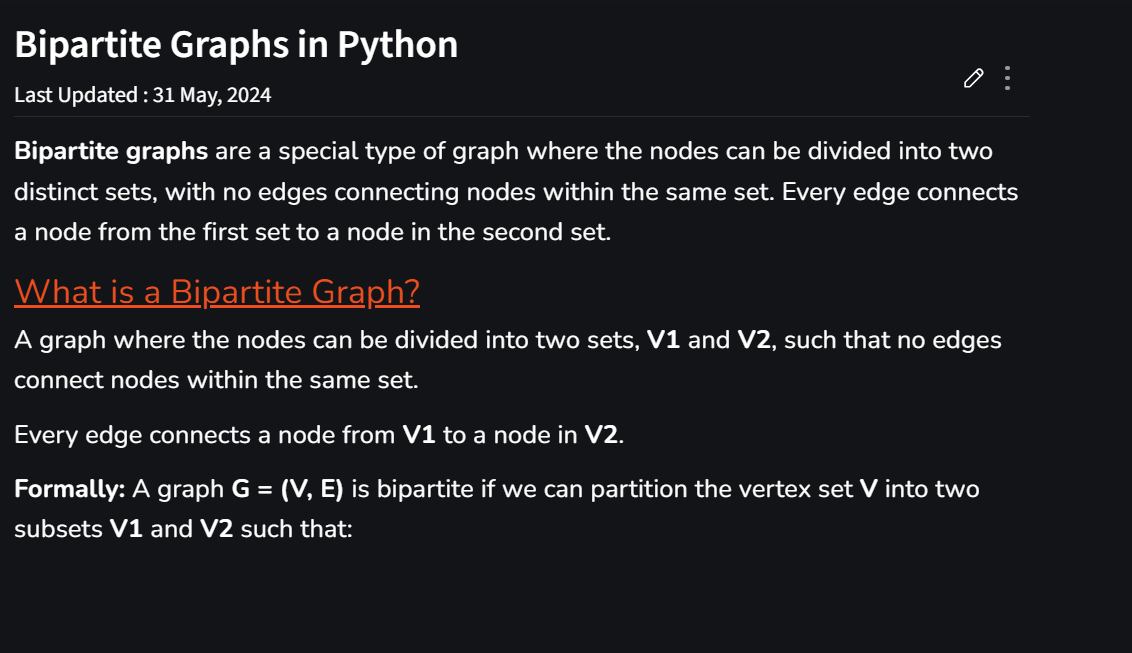 Bipartite Graphs in Python
Last Updated : 31 May, 2024
Bipartite graphs are a special type of graph where the nodes can be divided into two
distinct sets, with no edges connecting nodes within the same set. Every edge connects
a node from the first set to a node in the second set.
What is a Bipartite Graph?
A graph where the nodes can be divided into two sets, V1 and V2, such that no edges
connect nodes within the same set.
Every edge connects a node from V1 to a node in V2.
Formally: A graph G = (V, E) is bipartite if we can partition the vertex set V into two
subsets V1 and V2 such that: